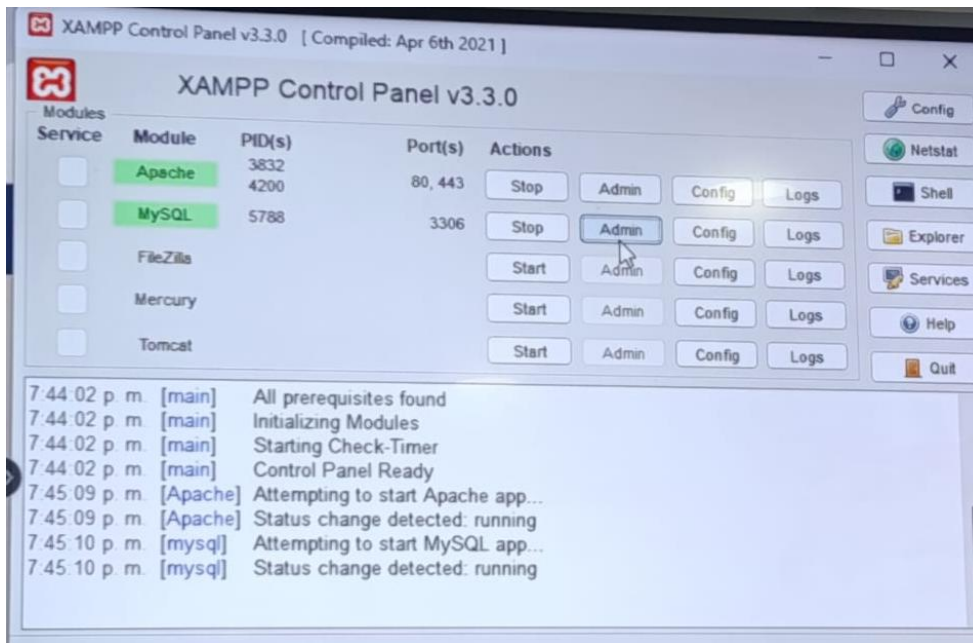 XAMPP Control Panel v3.3.0 [ Compiled: Apr 6th 2021 ]
XAMPP Control Panel v3.3.0
Modules
Service Module PID(s) Port(s) Actions
Apache 3832 4200 80, 443 Stop Admin Config Logs
MySQL 5788 3306 Stop Admin Config Logs
FileZilla Start Admin Config Logs
Mercury Start Admin Config Logs
Tomcat Start Admin Config Logs
Config
Netstat
Shell
Explorer
Services
Help
Quit
7:44:02 p. m. [main] All prerequisites found
7:44:02 p. m. [main] Initializing Modules
7:44:02 p. m. [main] Starting Check-Timer
7:44:02 p. m. [main] Control Panel Ready
7:45:09 p. m. [Apache] Attempting to start Apache app...
7:45:09 p. m. [Apache] Status change detected: running
7:45:10 p. m. [mysql] Attempting to start MySQL app...
7:45:10 p. m. [mysql] Status change detected: running